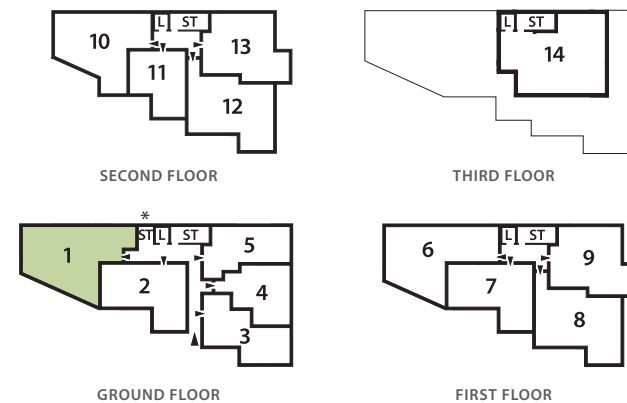 L ST
10 13
11
12
SECOND FLOOR
L ST
14
THIRD FLOOR
*
ST L ST
1 5
2
4
3
GROUND FLOOR
L ST
6 9
7
8
FIRST FLOOR